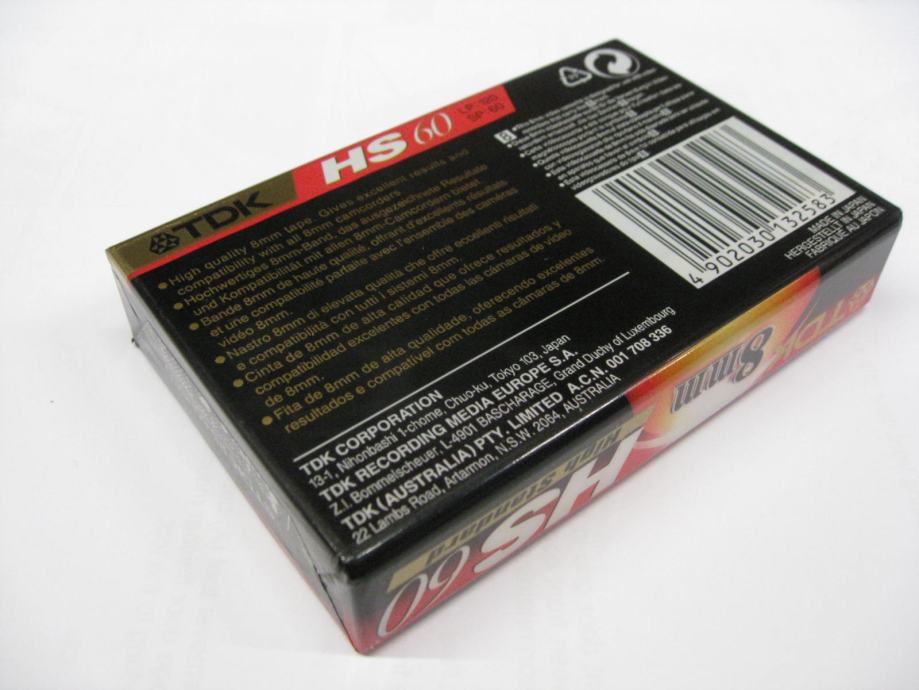 TDK
HS 60
LP:120
SP:60
● High quality 8mm tape. Gives excellent results and
compatibility with all 8mm camcorders
● Hochwertiges 8mm-Band, das ausgezeichnete Resultate
und Kompatibilität mit allen 8mm-Camcordern bietet.
● Bande 8mm de haute qualité, offrant d'excellents résultats
et une compatibilité parfaite avec l'ensemble des caméras
vidéo 8mm.
● Nastro 8mm di elevata qualità che offre eccellenti risultati
e compatibilità con tutti i sistemi 8mm.
● Cinta de 8mm de alta calidad que ofrece resultados y
compatibilidad excelentes con todas las cámaras de vídeo
de 8mm.
● Fita de 8mm de alta qualidade, oferecendo excelentes
resultados e compatível com todas as câmaras de 8mm.
TDK CORPORATION
13-1, Nihonbashi 1-chome, Chuo-ku, Tokyo 103, Japan
TDK RECORDING MEDIA EUROPE S.A.
Z.I. Bommelscheuer, L-4901 BASCHARAGE, Grand Duchy of Luxembourg
TDK (AUSTRALIA) PTY. LIMITED A.C.N. 001 708 336
22 Lambs Road, Artarmon, N.S.W. 2064, AUSTRALIA
4 902030 132583
MADE IN JAPAN
HERGESTELLT IN JAPAN
FABRIQUÉ AU JAPON
TDK
8mm
High Standard
HS 60